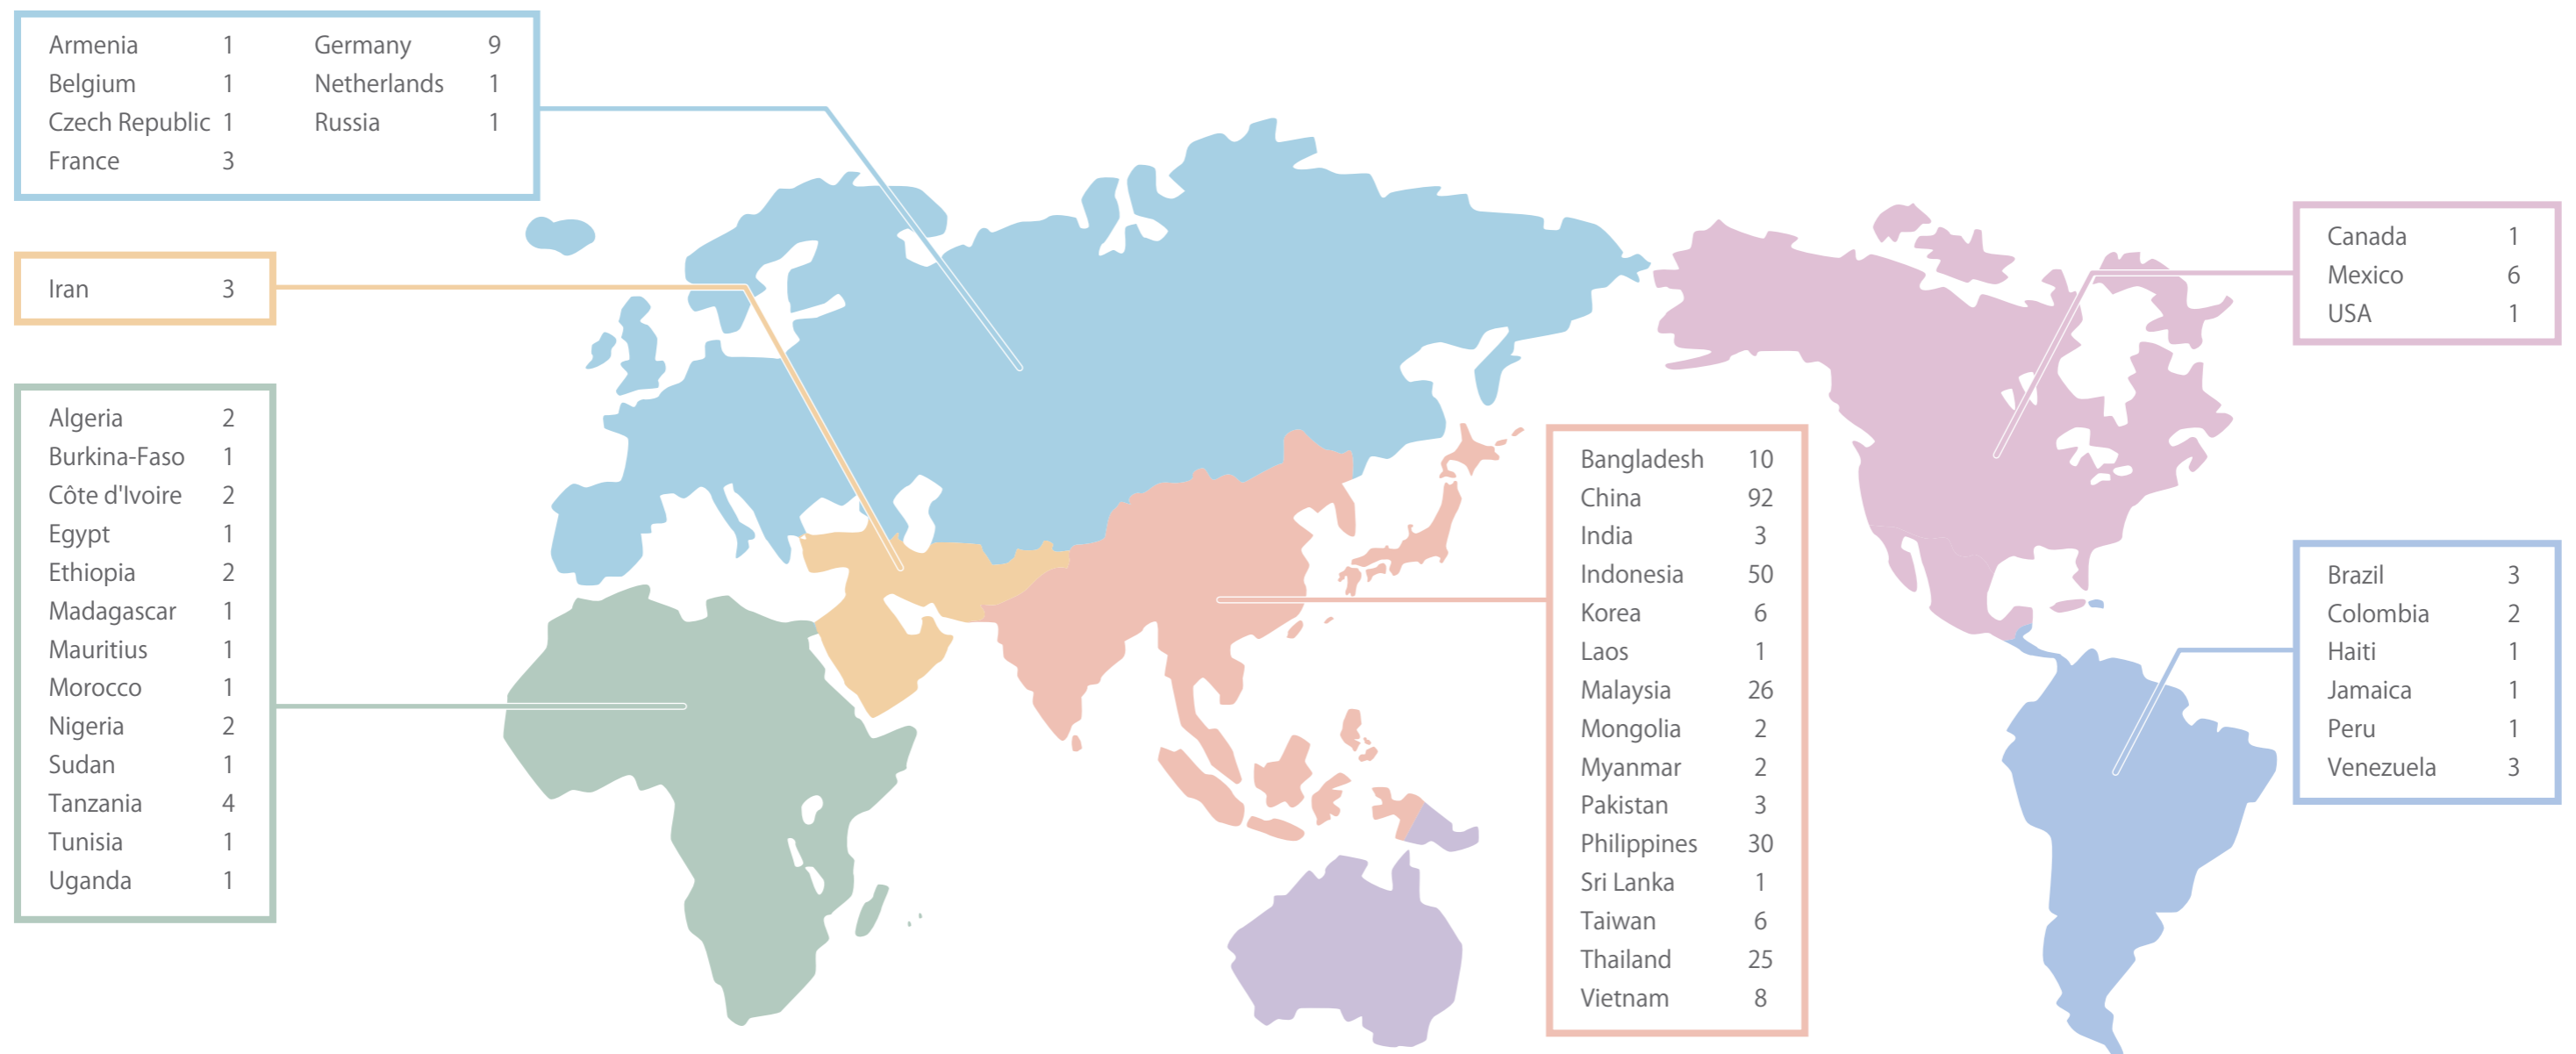 Armenia 1 Germany 9
Belgium 1 Netherlands 1
Czech Republic 1 Russia 1
France 3
Iran 3
Algeria 2
Burkina-Faso 1
Côte d'Ivoire 2
Egypt 1
Ethiopia 2
Madagascar 1
Mauritius 1
Morocco 1
Nigeria 2
Sudan 1
Tanzania 4
Tunisia 1
Uganda 1
Bangladesh 10
China 92
India 3
Indonesia 50
Korea 6
Laos 1
Malaysia 26
Mongolia 2
Myanmar 2
Pakistan 3
Philippines 30
Sri Lanka 1
Taiwan 6
Thailand 25
Vietnam 8
Canada 1
Mexico 6
USA 1
Brazil 3
Colombia 2
Haiti 1
Jamaica 1
Peru 1
Venezuela 3